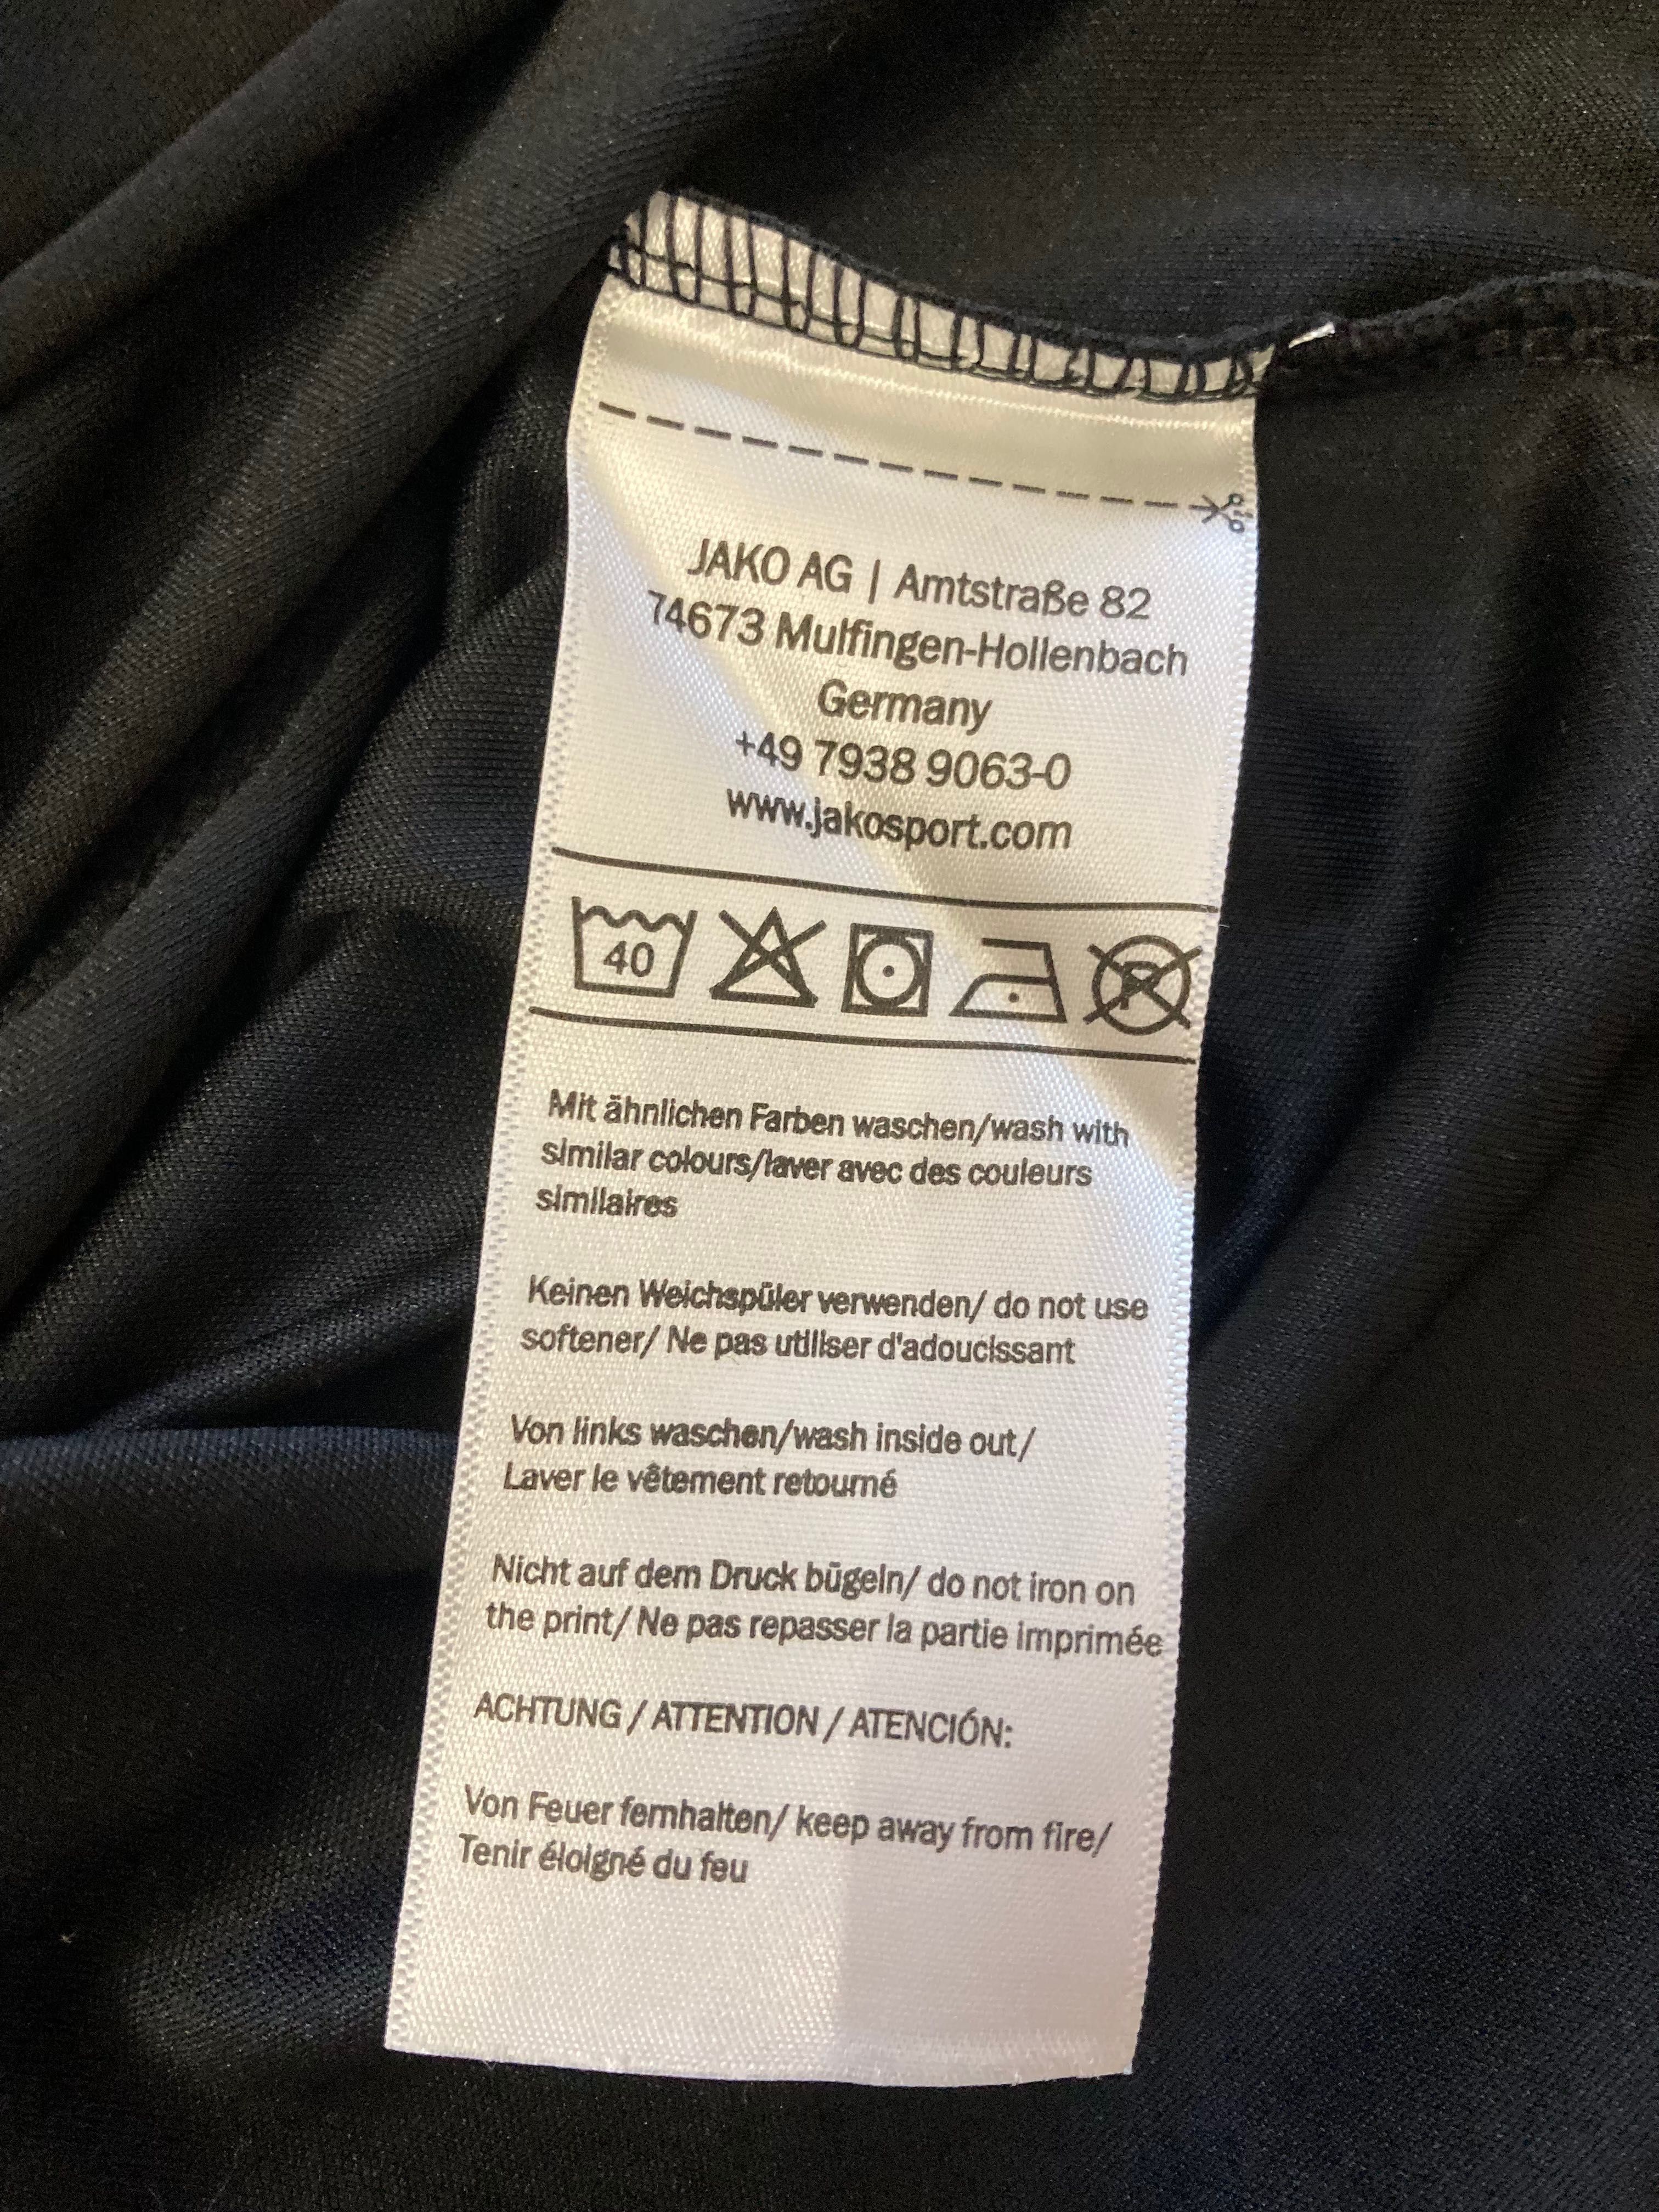 JAKO AG | Amtstraße 82
74673 Mulfingen-Hollenbach
Germany
+49 7938 9063-0
www.jakosport.com
40
P
Mit ähnlichen Farben waschen/wash with
similar colours/laver avec des couleurs
similaires
Keinen Weichspüler verwenden/ do not use
softener/ Ne pas utiliser d'adoucissant
Von links waschen/wash inside out/
Laver le vêtement retourné
Nicht auf dem Druck bügeln/ do not iron on
the print/ Ne pas repasser la partie imprimée
ACHTUNG / ATTENTION / ATENCIÓN:
Von Feuer fernhalten/ keep away from fire/
Tenir éloigné du feu